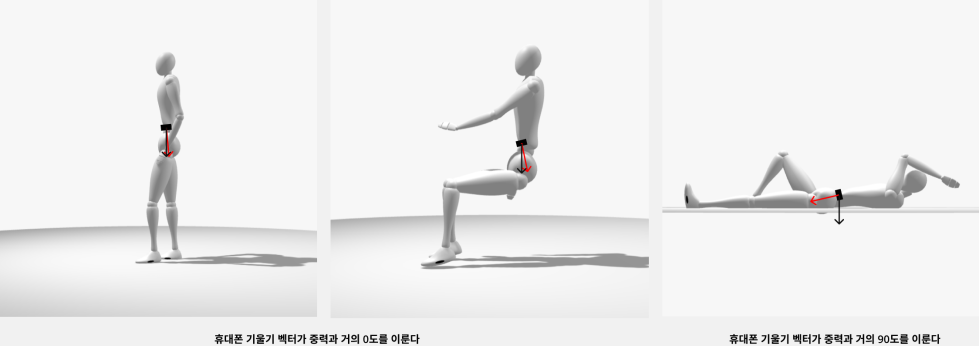 휴대폰 기울기 벡터가 중력과 거의 0도를 이룬다
휴대폰 기울기 벡터가 중력과 거의 90도를 이룬다